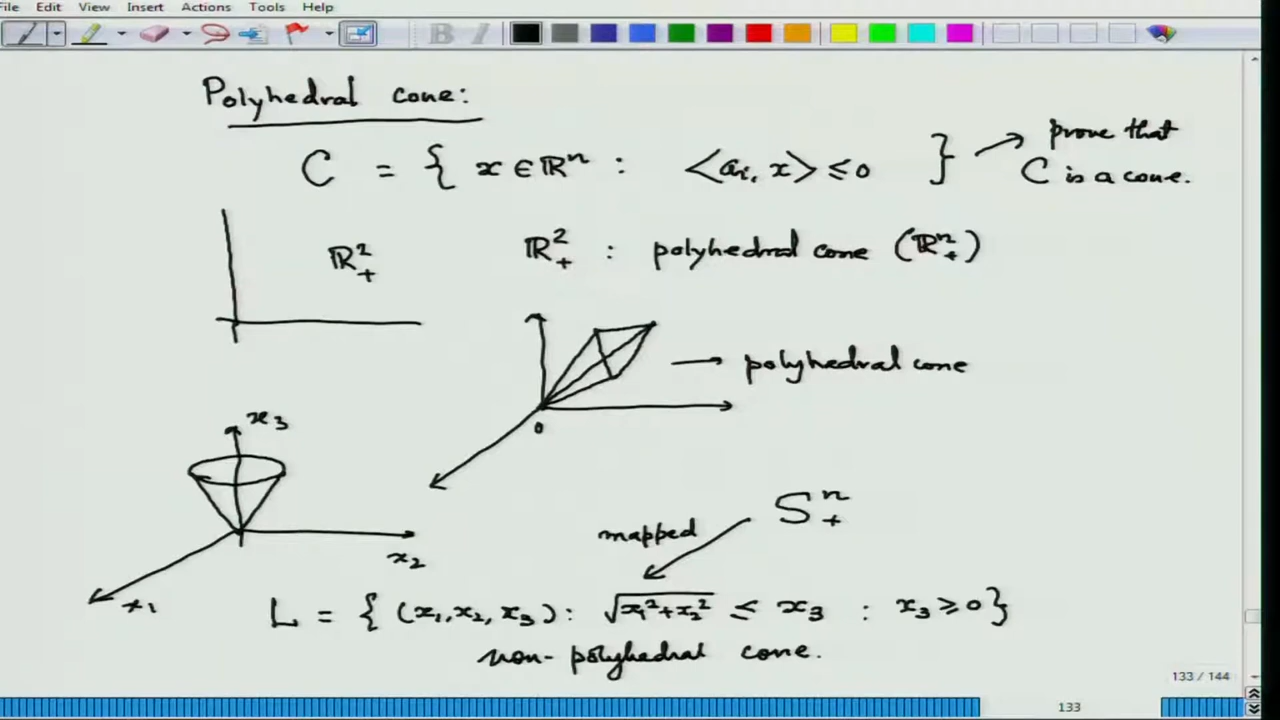 File Edit View Insert Actions Tools Help
Polyhedral cone:
C = { x ∈ ℝⁿ : ⟨aᵢ, x⟩ ≤ 0 } → prove that
C is a cone.
ℝ²₊
ℝ²₊ : polyhedral cone (ℝⁿ₊)
→ polyhedral cone
0
x₃
x₂
x₁
Sⁿ₊
mapped
L = { (x₁, x₂, x₃) : √x₁²+x₂² ≤ x₃ : x₃ ≥ 0 }
non-polyhedral cone.
133 / 144
133